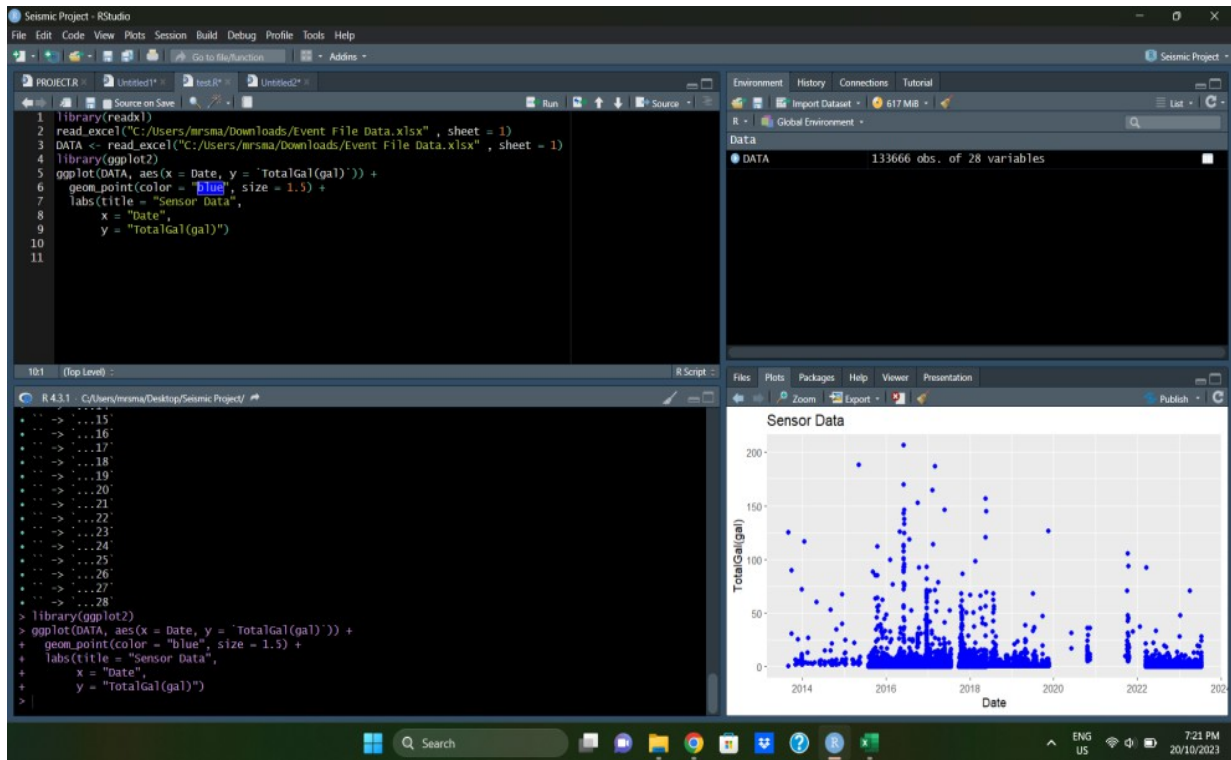 Seismic Project - RStudio
File Edit Code View Plots Session Build Debug Profile Tools Help
Go to file/function Addins
Seismic Project
PROJECT.R Untitled1* test.R* Untitled2*
Source on Save Run Source
1 library(readxl)
2 read_excel("C:/Users/mrsma/Downloads/Event File Data.xlsx" , sheet = 1)
3 DATA <- read_excel("C:/Users/mrsma/Downloads/Event File Data.xlsx" , sheet = 1)
4 library(ggplot2)
5 ggplot(DATA, aes(x = Date, y = `TotalGal(gal)`)) +
6 geom_point(color = "blue", size = 1.5) +
7 labs(title = "Sensor Data",
8 x = "Date",
9 y = "TotalGal(gal)")
10
11
10:1 (Top Level) R Script
R 4.3.1 · C:/Users/mrsma/Desktop/Seismic Project/
• `` -> `...15`
• `` -> `...16`
• `` -> `...17`
• `` -> `...18`
• `` -> `...19`
• `` -> `...20`
• `` -> `...21`
• `` -> `...22`
• `` -> `...23`
• `` -> `...24`
• `` -> `...25`
• `` -> `...26`
• `` -> `...27`
• `` -> `...28`
> library(ggplot2)
> ggplot(DATA, aes(x = Date, y = `TotalGal(gal)`)) +
+ geom_point(color = "blue", size = 1.5) +
+ labs(title = "Sensor Data",
+ x = "Date",
+ y = "TotalGal(gal)")
>
Environment History Connections Tutorial
Import Dataset 617 MiB List
R Global Environment
Data
DATA 133666 obs. of 28 variables
Files Plots Packages Help Viewer Presentation
Zoom Export Publish
Sensor Data
200
150
100
50
0
TotalGal(gal)
2014 2016 2018 2020 2022 202
Date
Search
ENG
US
7:21 PM
20/10/2023